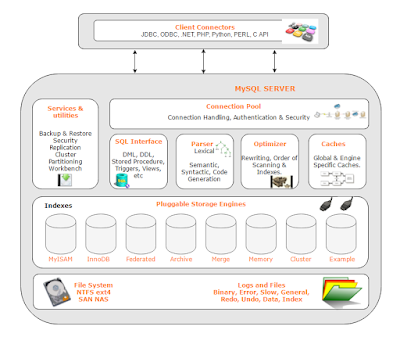 Client Connectors
JDBC, ODBC, .NET, PHP, Python, PERL, C API
MySQL SERVER
Services &
utilities
Backup & Restore
Security
Replication
Cluster
Partitioning
Workbench
Connection Pool
Connection Handling, Authentication & Security
SQL Interface
DML, DDL,
Stored Procedure,
Triggers, Views,
etc
Parser
Lexical
Semantic,
Syntactic, Code
Generation
Optimizer
Rewriting, Order of
Scanning &
Indexes.
Caches
Global & Engine
Specific Caches.
Indexes
Pluggable Storage Engines
MyISAM
InnoDB
Federated
Archive
Merge
Memory
Cluster
Example
File System
NTFS ext4
SAN NAS
Logs and Files
Binary, Error, Slow, General,
Redo, Undo, Data, Index